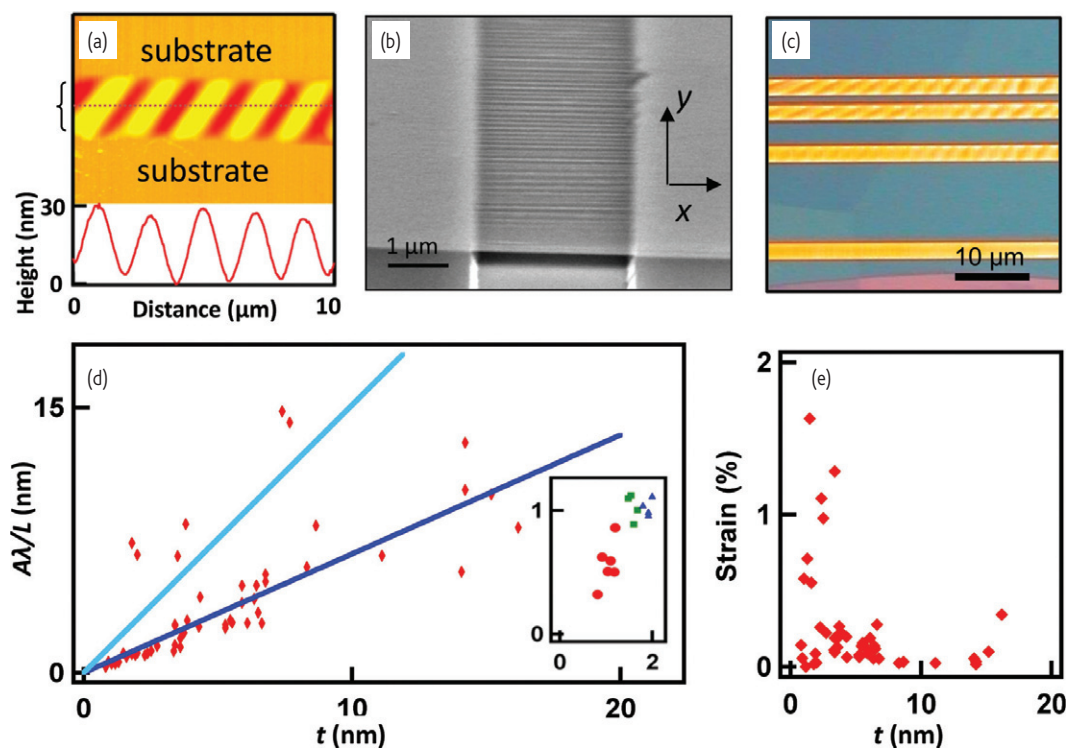 (a)
substrate
substrate
Height (nm)
30
0
0
Distance (μm)
10
(b)
y
x
1 μm
(c)
10 μm
(d)
Aλ/L (nm)
15
0
0
10
20
t (nm)
1
0
0
2
(e)
Strain (%)
2
1
0
0
10
20
t (nm)